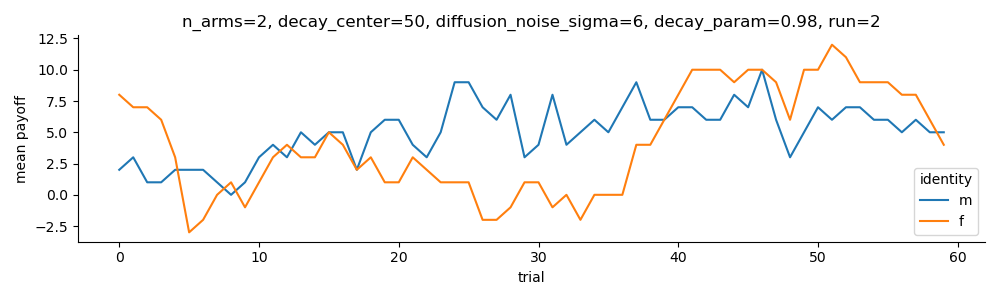 n_arms=2, decay_center=50, diffusion_noise_sigma=6, decay_param=0.98, run=2
12.5
10.0
7.5
5.0
2.5
0.0
−2.5
mean payoff
0 10 20 30 40 50 60
trial
identity
m
f